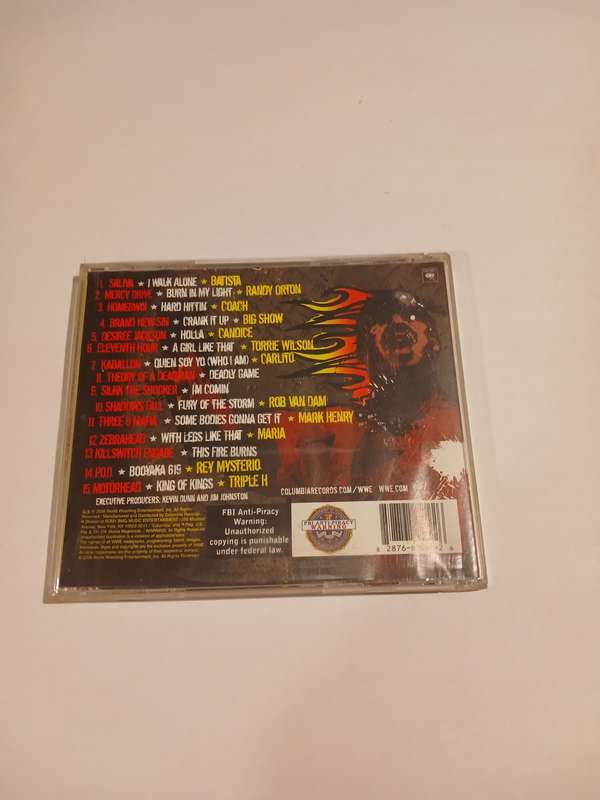 1. SALIVA ★ I WALK ALONE ★ BATISTA
2. MERCY DRIVE ★ BURN IN MY LIGHT ★ RANDY ORTON
3. HOMEBWOI ★ HARD HITTIN' ★ COACH
4. BRAND NEW SIN ★ CRANK IT UP ★ BIG SHOW
5. DESIREE JACKSON ★ HOLLA ★ CANDICE
6. ELEVENTH HOUR ★ A GIRL LIKE THAT ★ TORRIE WILSON
7. KABALLON ★ QUIEN SOY YO (WHO I AM) ★ CARLITO
8. THEORY OF A DEADMAN ★ DEADLY GAME
9. SILKK THE SHOCKER ★ I'M COMIN
10. SHADOWS FALL ★ FURY OF THE STORM ★ ROB VAN DAM
11. THREE 6 MAFIA ★ SOME BODIES GONNA GET IT ★ MARK HENRY
12. ZEBRAHEAD ★ WITH LEGS LIKE THAT ★ MARIA
13. KILLSWITCH ENGAGE ★ THIS FIRE BURNS
14. P.O.D. ★ BOOYAKA 619 ★ REY MYSTERIO
15. MOTÖRHEAD ★ KING OF KINGS ★ TRIPLE H
EXECUTIVE PRODUCERS: KEVIN DUNN AND JIM JOHNSTON
COLUMBIARECORDS.COM/WWE WWE.COM
FBI Anti-Piracy
Warning:
Unauthorized
copying is punishable
under federal law.